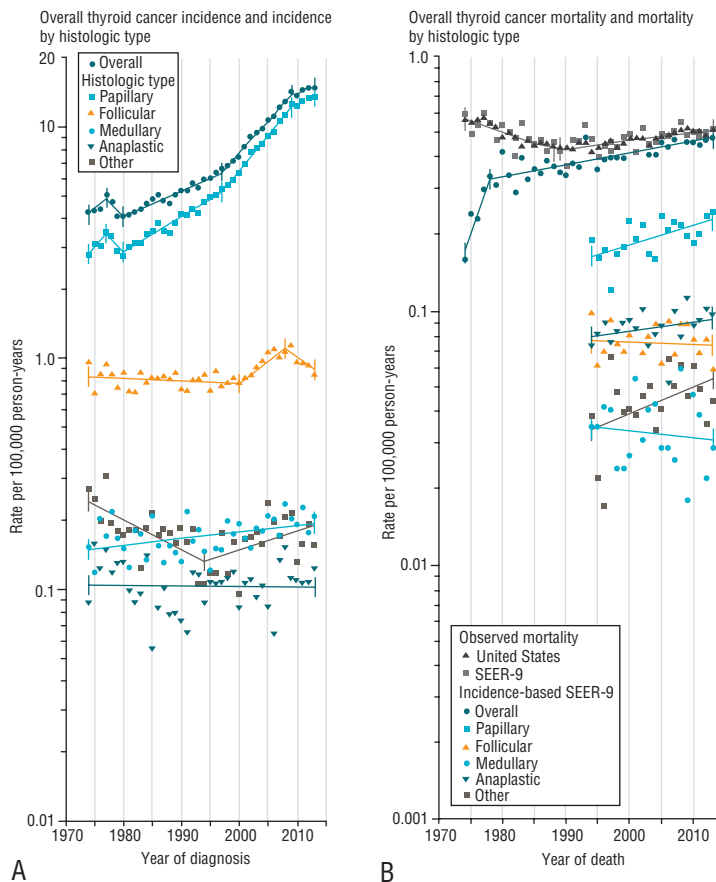 Overall thyroid cancer incidence and incidence
by histologic type
20
10
1.0
0.1
0.01
Rate per 100,000 person-years
Overall
Histologic type
Papillary
Follicular
Medullary
Anaplastic
Other
1970
1980
1990
2000
2010
Year of diagnosis
A
Overall thyroid cancer mortality and mortality
by histologic type
1.0
0.1
0.01
0.001
Rate per 100,000 person-years
Observed mortality
United States
SEER-9
Incidence-based SEER-9
Overall
Papillary
Follicular
Medullary
Anaplastic
Other
1970
1980
1990
2000
2010
Year of death
B